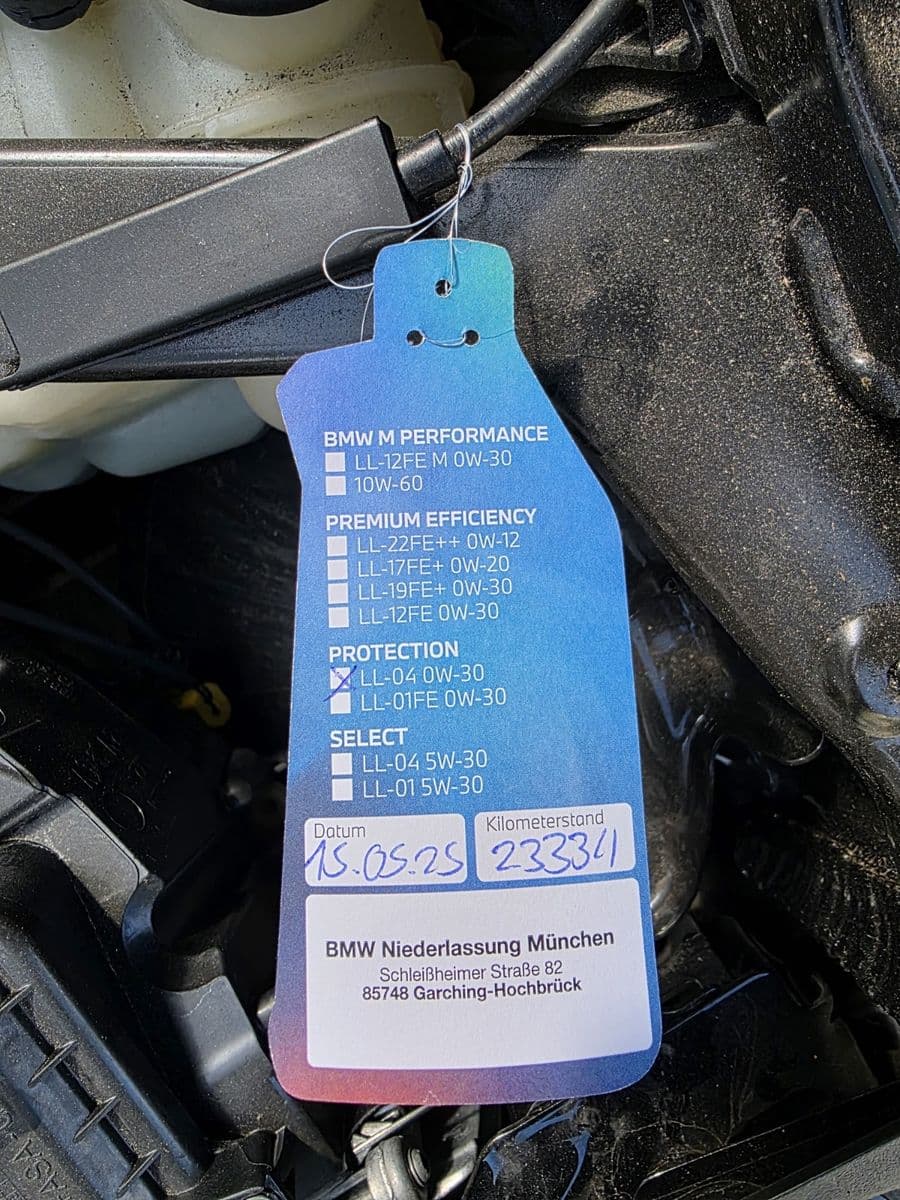 BMW M PERFORMANCE
LL-12FE M 0W-30
10W-60
PREMIUM EFFICIENCY
LL-22FE++ 0W-12
LL-17FE+ 0W-20
LL-19FE+ 0W-30
LL-12FE 0W-30
PROTECTION
LL-04 0W-30
LL-01FE 0W-30
SELECT
LL-04 5W-30
LL-01 5W-30
Datum
15.05.25
Kilometerstand
23334
BMW Niederlassung München
Schleißheimer Straße 82
85748 Garching-Hochbrück